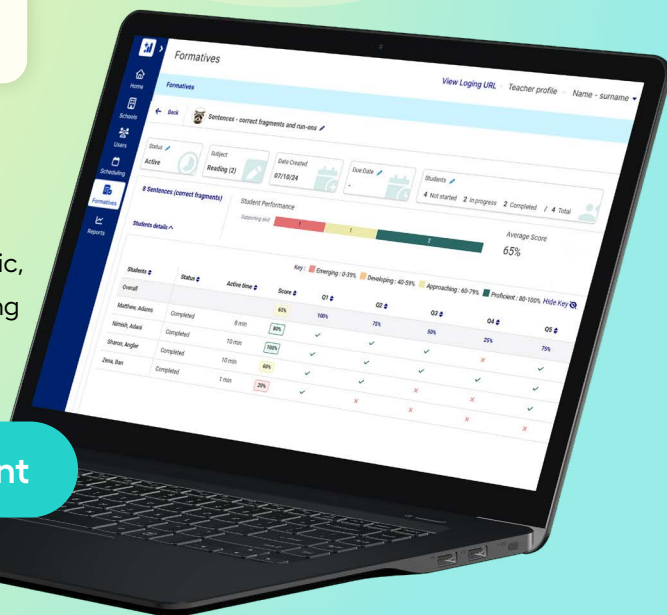 Formatives
View Loging URL
Teacher profile
Name - surname
Home
Schools
Users
Scheduling
Formatives
Reports
Formatives
Back
Sentences - correct fragments and run-ons
Status
Active
Subject
Reading (2)
Date Created
07/10/24
Due Date
-
Students
4 Not started 2 In progress 2 Completed / 4 Total
8 Sentences (correct fragments)
Student Performance
Supporting skill
1 1 2
Average Score
65%
Students details
Key : Emerging : 0-39% Developing : 40-59% Approaching : 60-79% Proficient : 80-100% Hide Key
Students Status Active time Score Q1 Q2 Q3 Q4 Q5
Overall 65% 100% 75% 50% 25% 75%
Matthew, Adams Completed 8 min 80%
Nimish, Adani Completed 10 min 100%
Sharon, Angler Completed 10 min 60%
Zena, Ban Completed 1 min 20%
ic,
ng
nt